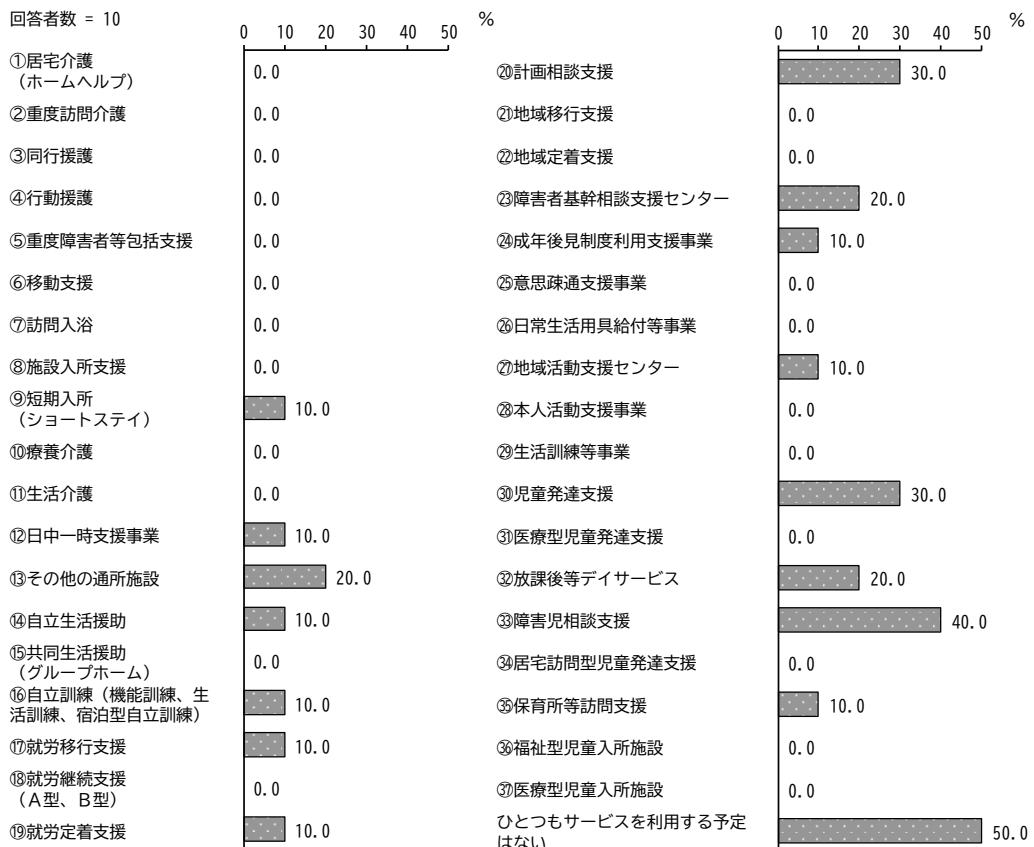 回答者数 = 10
0 10 20 30 40 50 %
①居宅介護
（ホームヘルプ）
0.0
②重度訪問介護
0.0
③同行援護
0.0
④行動援護
0.0
⑤重度障害者等包括支援
0.0
⑥移動支援
0.0
⑦訪問入浴
0.0
⑧施設入所支援
0.0
⑨短期入所
（ショートステイ）
10.0
⑩療養介護
0.0
⑪生活介護
0.0
⑫日中一時支援事業
10.0
⑬その他の通所施設
20.0
⑭自立生活援助
10.0
⑮共同生活援助
（グループホーム）
0.0
⑯自立訓練（機能訓練、生
活訓練、宿泊型自立訓練）
10.0
⑰就労移行支援
10.0
⑱就労継続支援
（Ａ型、Ｂ型）
0.0
⑲就労定着支援
10.0
0 10 20 30 40 50 %
⑳計画相談支援
30.0
㉑地域移行支援
0.0
㉒地域定着支援
0.0
㉓障害者基幹相談支援センター
20.0
㉔成年後見制度利用支援事業
10.0
㉕意思疎通支援事業
0.0
㉖日常生活用具給付等事業
0.0
㉗地域活動支援センター
10.0
㉘本人活動支援事業
0.0
㉙生活訓練等事業
0.0
㉚児童発達支援
30.0
㉛医療型児童発達支援
0.0
㉜放課後等デイサービス
20.0
㉝障害児相談支援
40.0
㉞居宅訪問型児童発達支援
0.0
㉟保育所等訪問支援
10.0
㊱福祉型児童入所施設
0.0
㊲医療型児童入所施設
0.0
ひとつもサービスを利用する予定
はない
50.0